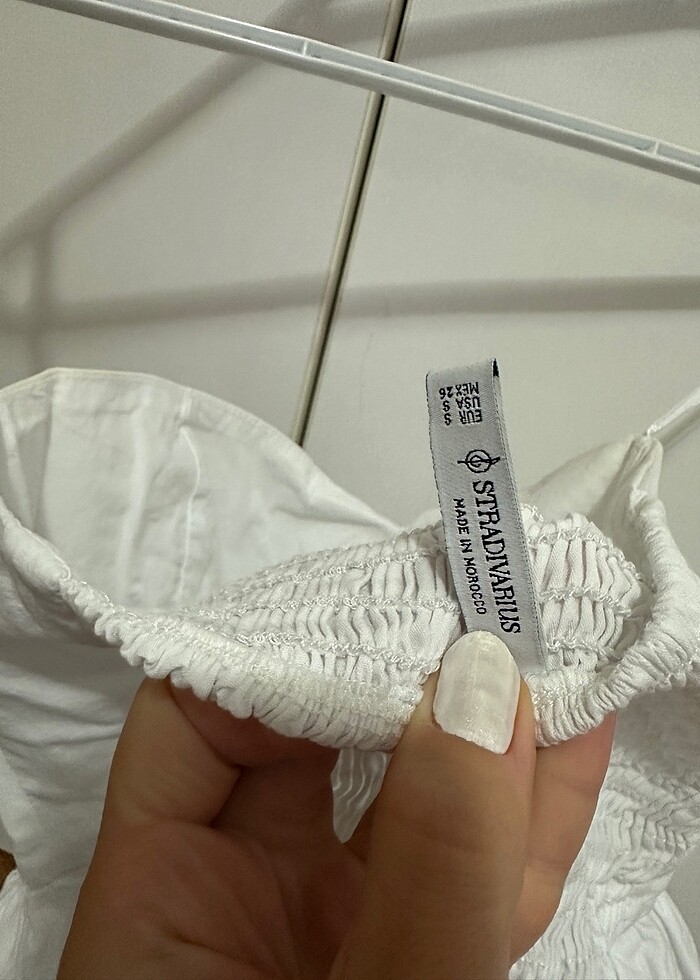 EUR S
USA S
MEX 26
STRADIVARIUS
MADE IN MOROCCO